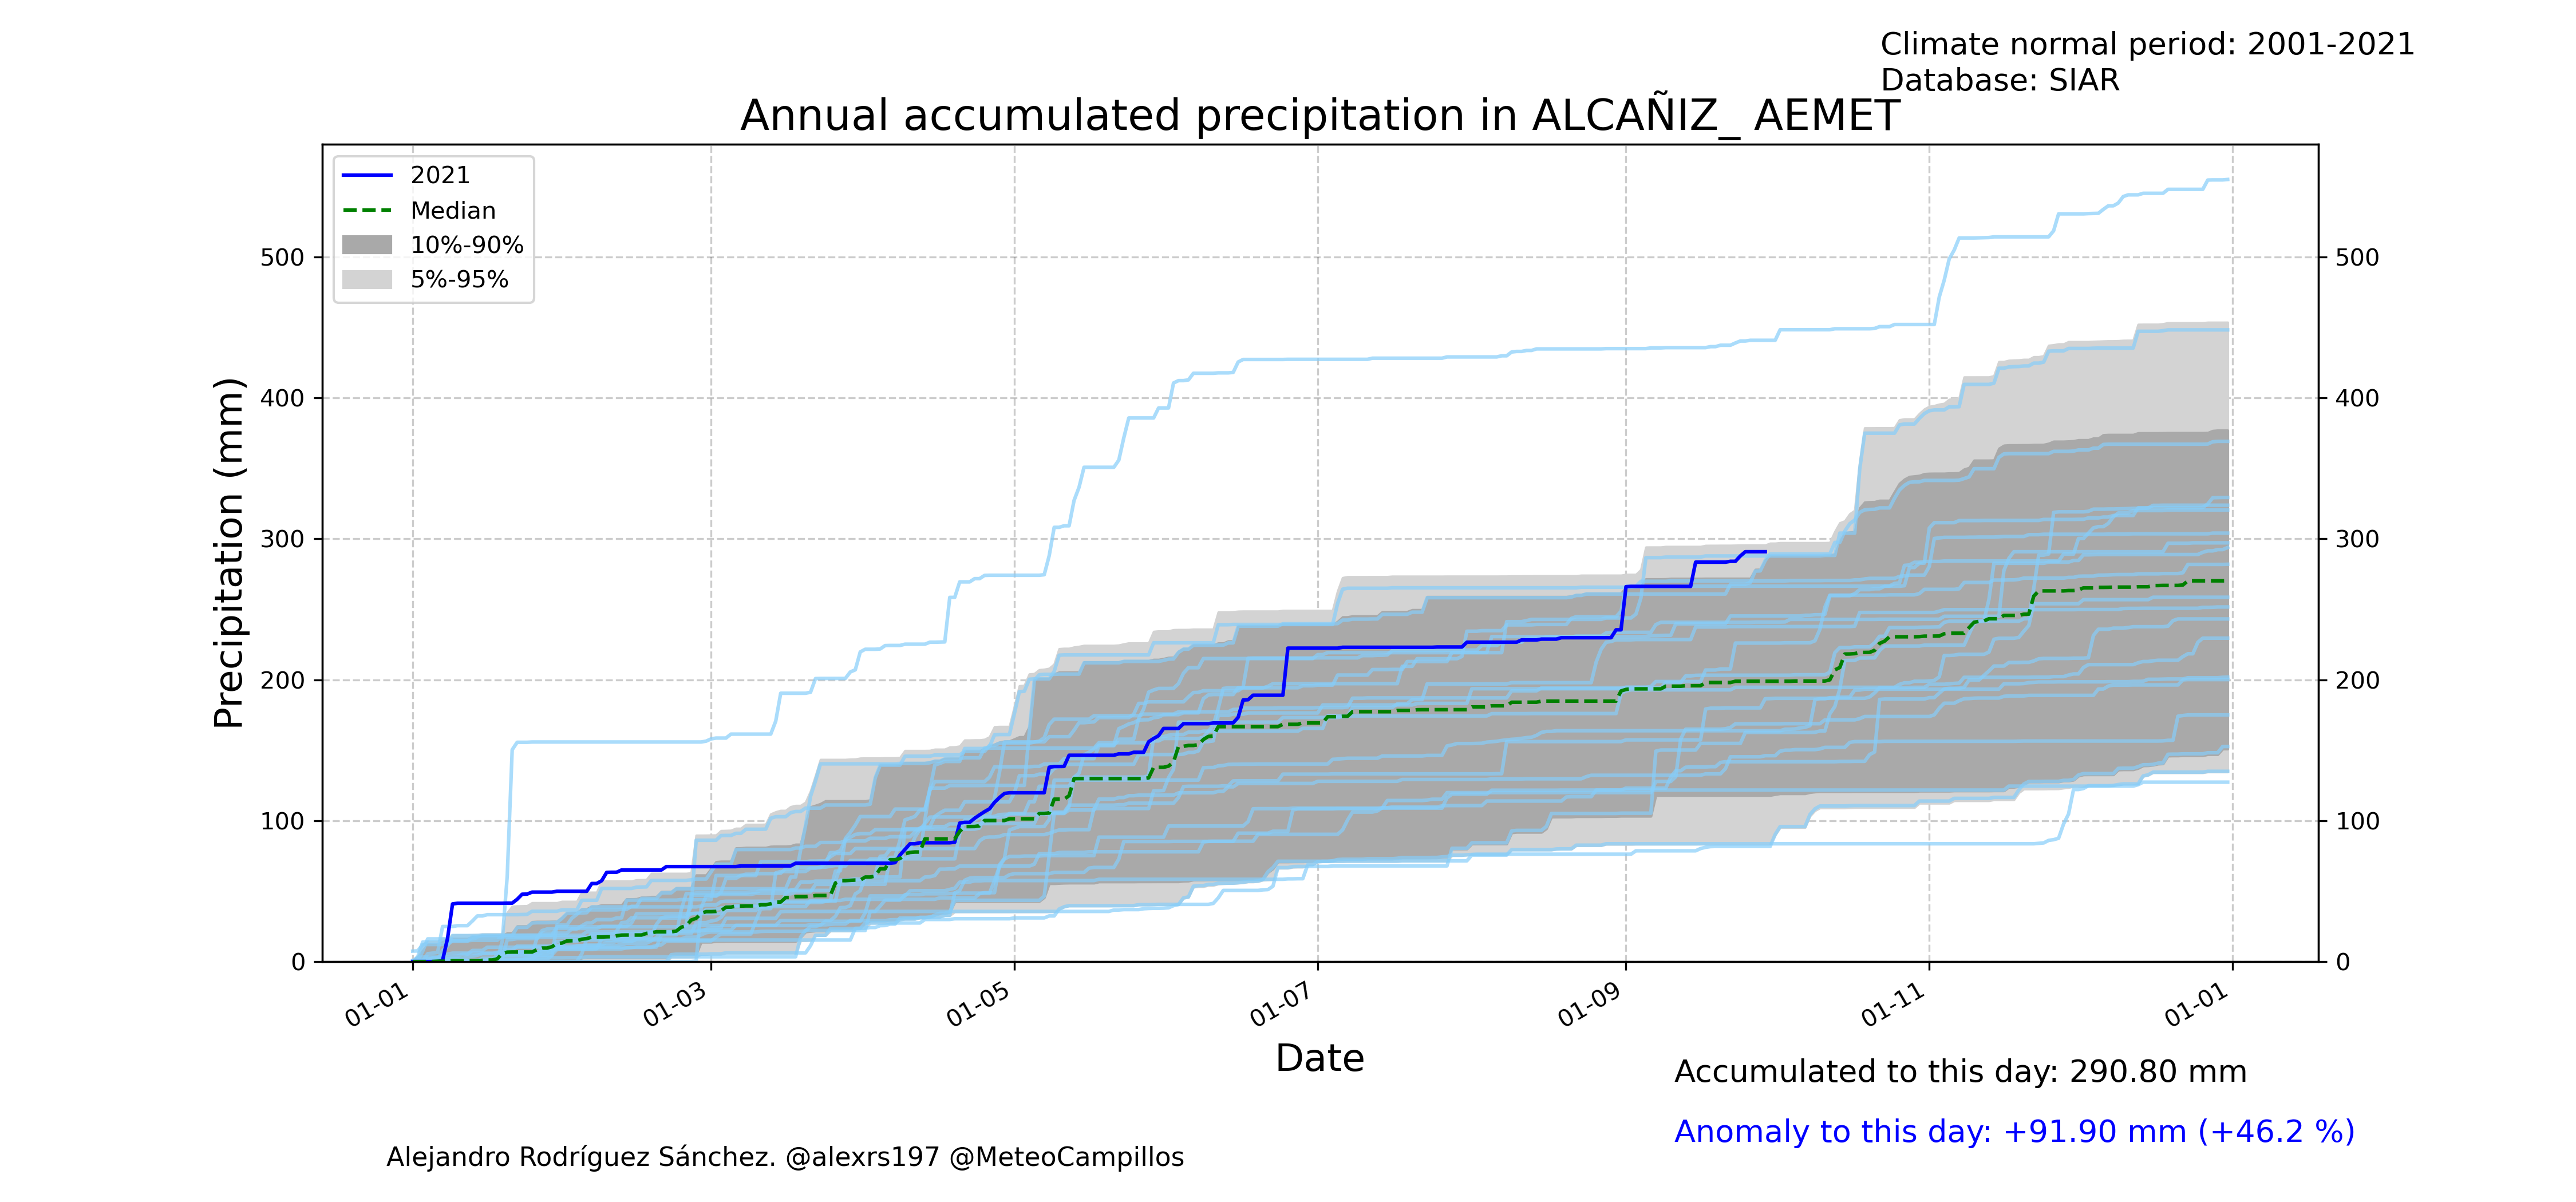 Climate normal period: 2001-2021
Database: SIAR
Annual accumulated precipitation in ALCAÑIZ_ AEMET
2021
Median
10%-90%
5%-95%
Precipitation (mm)
500
400
300
200
100
0
500
400
300
200
100
0
01-01
01-03
01-05
01-07
01-09
01-11
01-01
Date
Accumulated to this day: 290.80 mm
Anomaly to this day: +91.90 mm (+46.2 %)
Alejandro Rodríguez Sánchez. @alexrs197 @MeteoCampillos